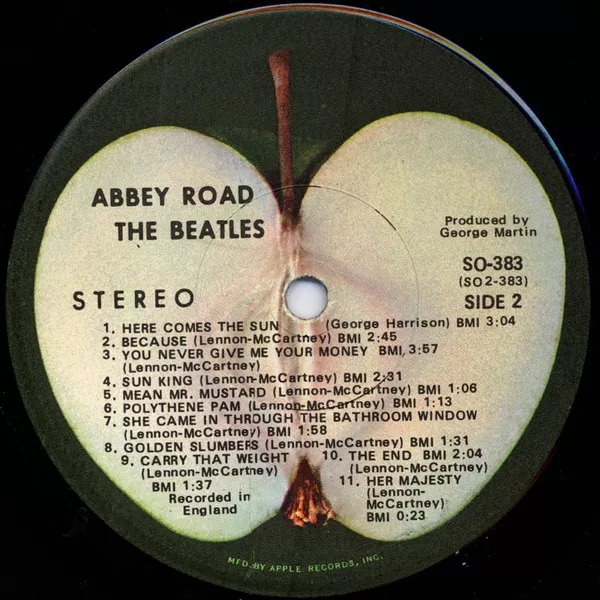 ABBEY ROAD
THE BEATLES
Produced by
George Martin
SO-383
(SO2-383)
STEREO
SIDE 2
1. HERE COMES THE SUN (George Harrison) BMI 3:04
2. BECAUSE (Lennon-McCartney) BMI 2:45
3. YOU NEVER GIVE ME YOUR MONEY BMI, 3:57
(Lennon-McCartney)
4. SUN KING (Lennon-McCartney) BMI 2:31
5. MEAN MR. MUSTARD (Lennon-McCartney) BMI 1:06
6. POLYTHENE PAM (Lennon-McCartney) BMI 1:13
7. SHE CAME IN THROUGH THE BATHROOM WINDOW
(Lennon-McCartney) BMI 1:58
8. GOLDEN SLUMBERS (Lennon-McCartney) BMI 1:31
9. CARRY THAT WEIGHT
(Lennon-McCartney)
BMI 1:37
10. THE END BMI 2:04
(Lennon-McCartney)
11. HER MAJESTY
(Lennon-
McCartney)
BMI 0:23
Recorded in
England
MFD. BY APPLE RECORDS, INC.